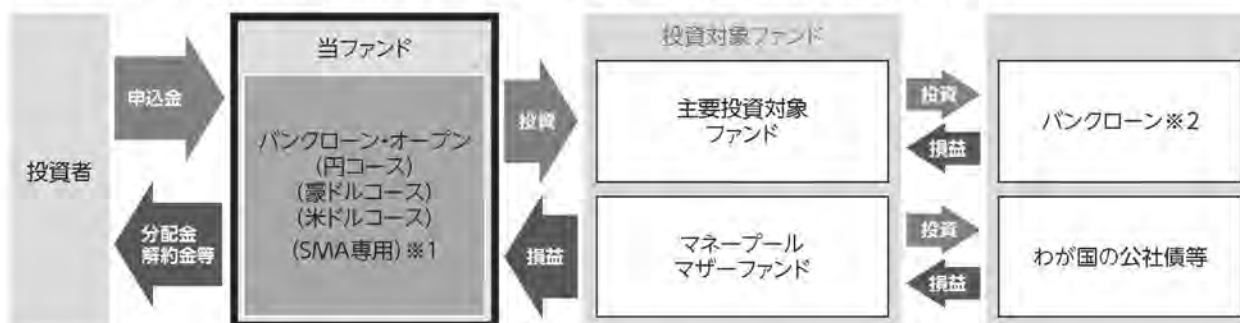 投資者
申込金
分配金
解約金等
当ファンド
バンクローン・オープン
(円コース)
(豪ドルコース)
(米ドルコース)
(SMA専用)※1
投資
損益
投資対象ファンド
主要投資対象
ファンド
マネープール
マザーファンド
投資
損益
投資
損益
バンクローン※2
わが国の公社債等